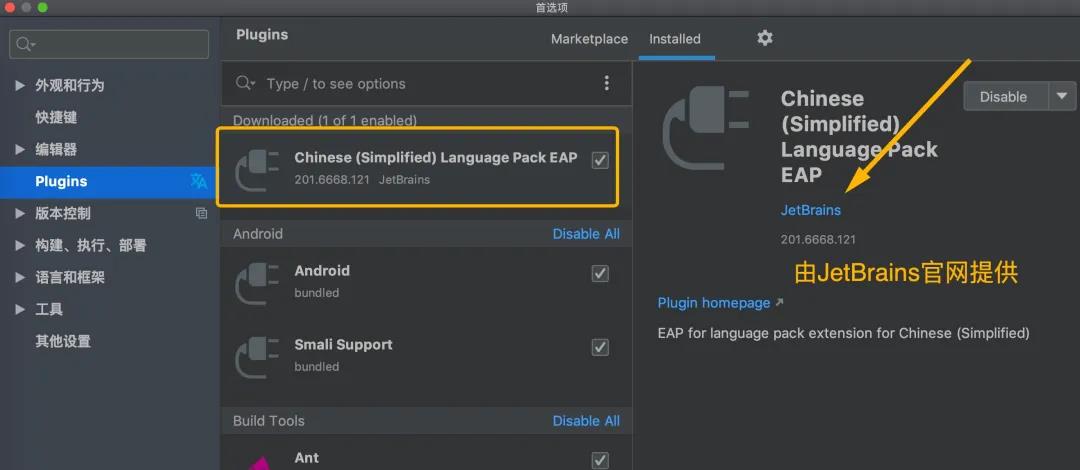 首选项
外观和行为
快捷键
编辑器
Plugins
版本控制
构建、执行、部署
语言和框架
工具
其他设置
Plugins
Marketplace
Installed
Type / to see options
Downloaded (1 of 1 enabled)
Chinese (Simplified) Language Pack EAP
201.6668.121 JetBrains
Android
Disable All
Android
bundled
Smali Support
bundled
Build Tools
Disable All
Ant
Chinese
(Simplified)
Language Pack
EAP
Disable
JetBrains
201.6668.121
由JetBrains官网提供
Plugin homepage
EAP for language pack extension for Chinese (Simplified)